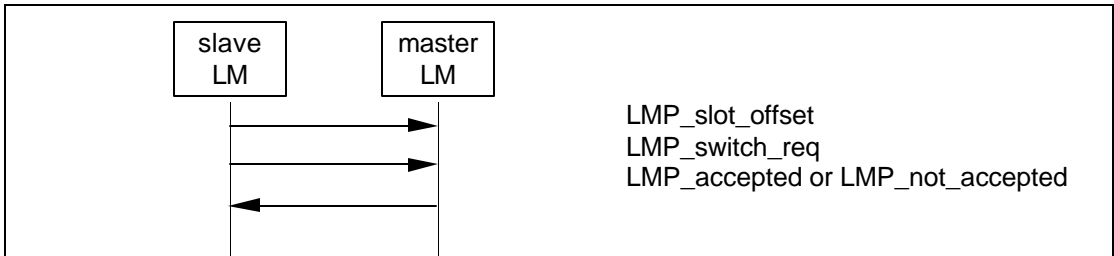 slave
LM
master
LM
LMP_slot_offset
LMP_switch_req
LMP_accepted or LMP_not_accepted